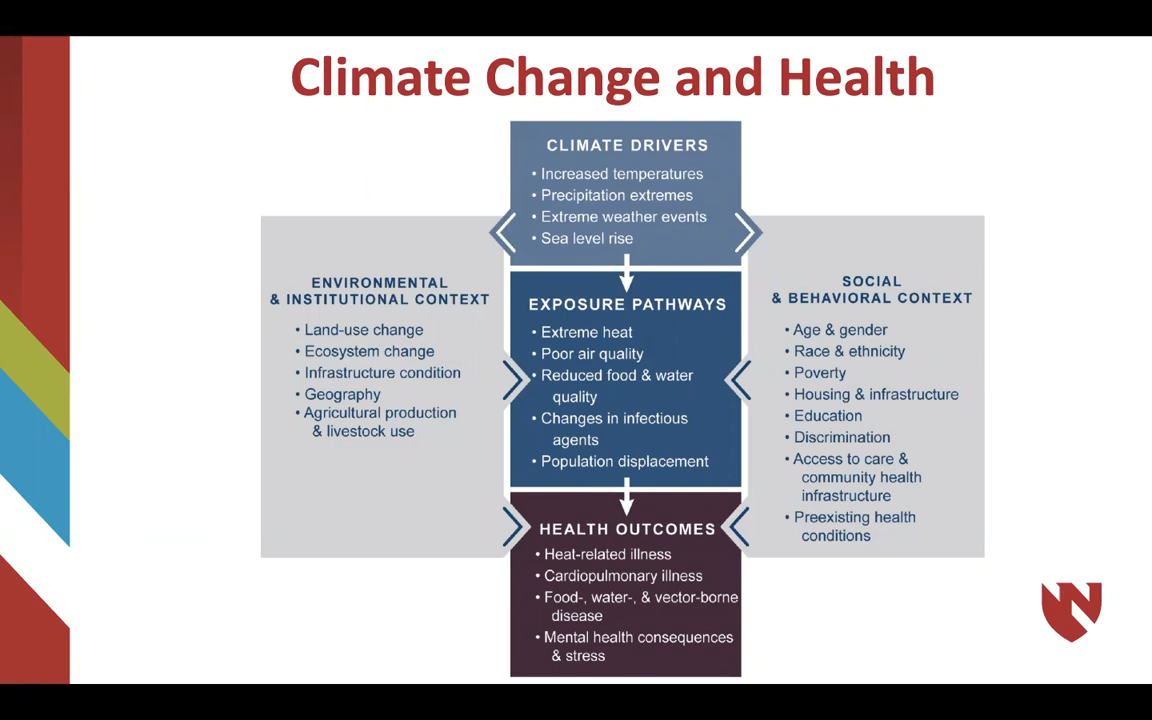 Climate Change and Health
CLIMATE DRIVERS
• Increased temperatures
• Precipitation extremes
• Extreme weather events
• Sea level rise
ENVIRONMENTAL
& INSTITUTIONAL CONTEXT
• Land-use change
• Ecosystem change
• Infrastructure condition
• Geography
• Agricultural production
& livestock use
EXPOSURE PATHWAYS
• Extreme heat
• Poor air quality
• Reduced food & water
quality
• Changes in infectious
agents
• Population displacement
SOCIAL
& BEHAVIORAL CONTEXT
• Age & gender
• Race & ethnicity
• Poverty
• Housing & infrastructure
• Education
• Discrimination
• Access to care &
community health
infrastructure
• Preexisting health
conditions
HEALTH OUTCOMES
• Heat-related illness
• Cardiopulmonary illness
• Food-, water-, & vector-borne
disease
• Mental health consequences
& stress
N